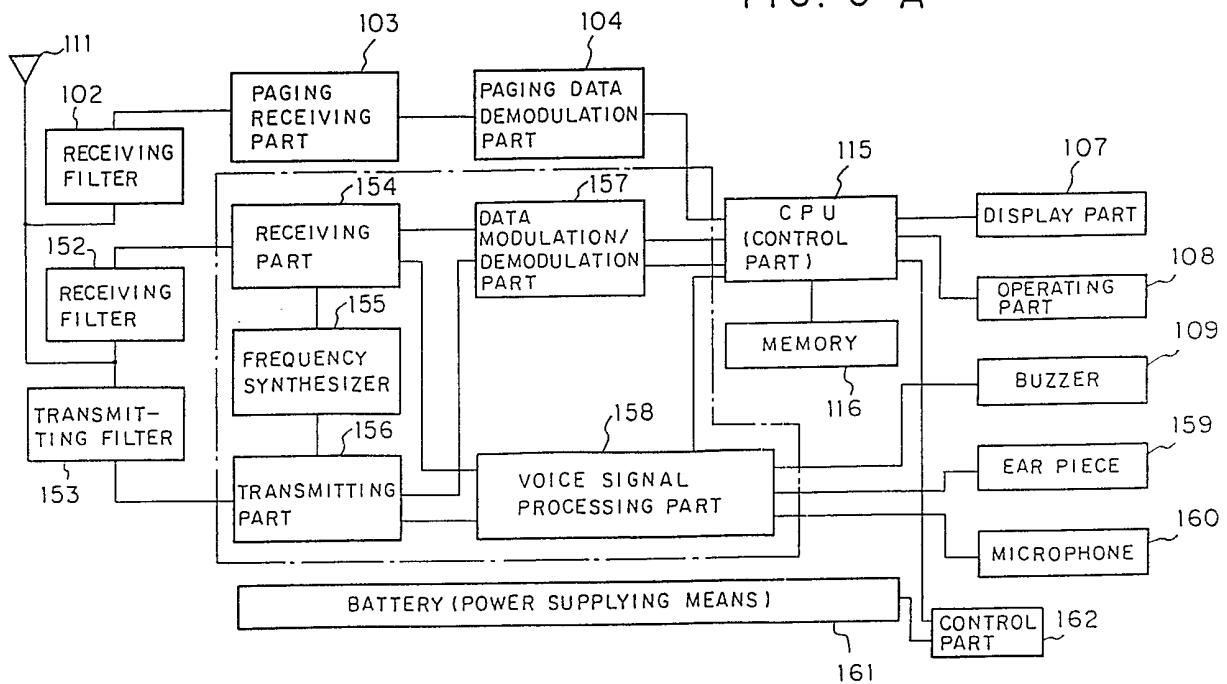 111
103
104
102
PAGING
RECEIVING
PART
PAGING DATA
DEMODULATION
PART
RECEIVING
FILTER
154
157
115
107
152
RECEIVING
PART
DATA
MODULATION/
DEMODULATION
PART
CPU
(CONTROL
PART)
DISPLAY PART
108
RECEIVING
FILTER
155
OPERATING
PART
FREQUENCY
SYNTHESIZER
MEMORY
109
BUZZER
116
TRANSMIT-
TING FILTER
156
158
159
153
TRANSMITTING
PART
VOICE SIGNAL
PROCESSING PART
EAR PIECE
160
MICROPHONE
BATTERY (POWER SUPPLYING MEANS)
CONTROL
PART
162
161